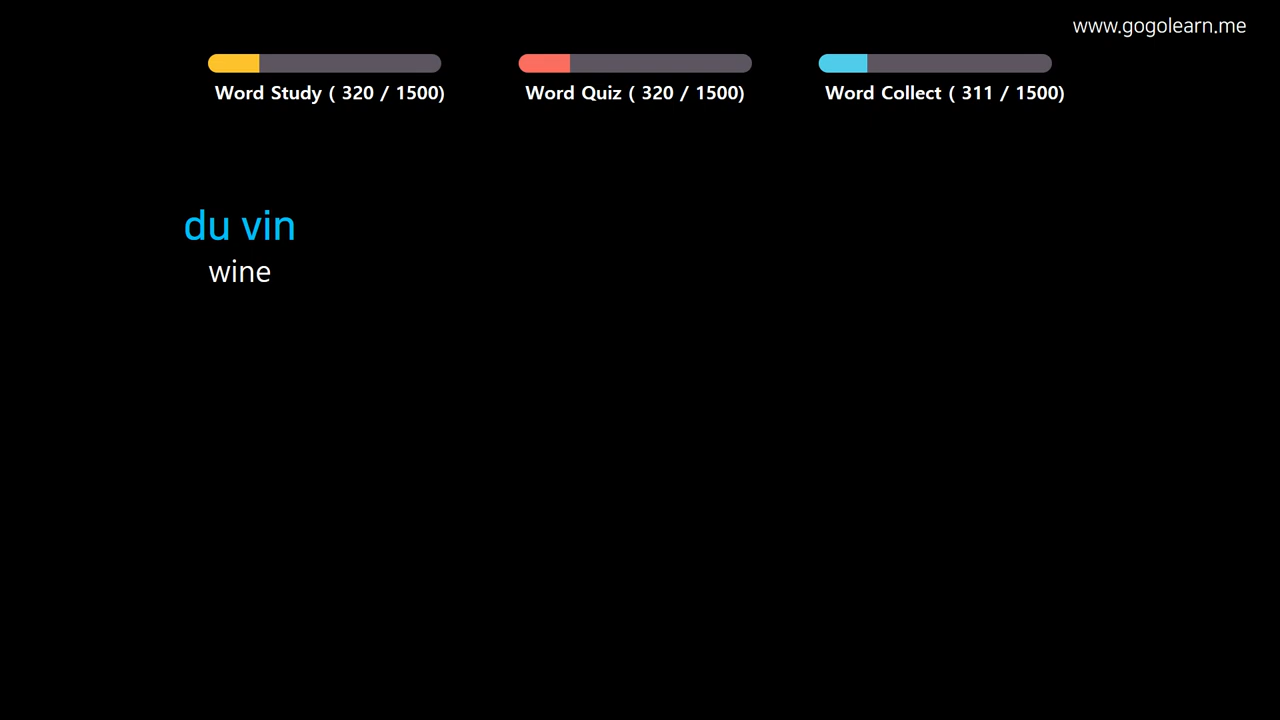 www.gogolearn.me
Word Study ( 320 / 1500)
Word Quiz ( 320 / 1500)
Word Collect ( 311 / 1500)
du vin
wine